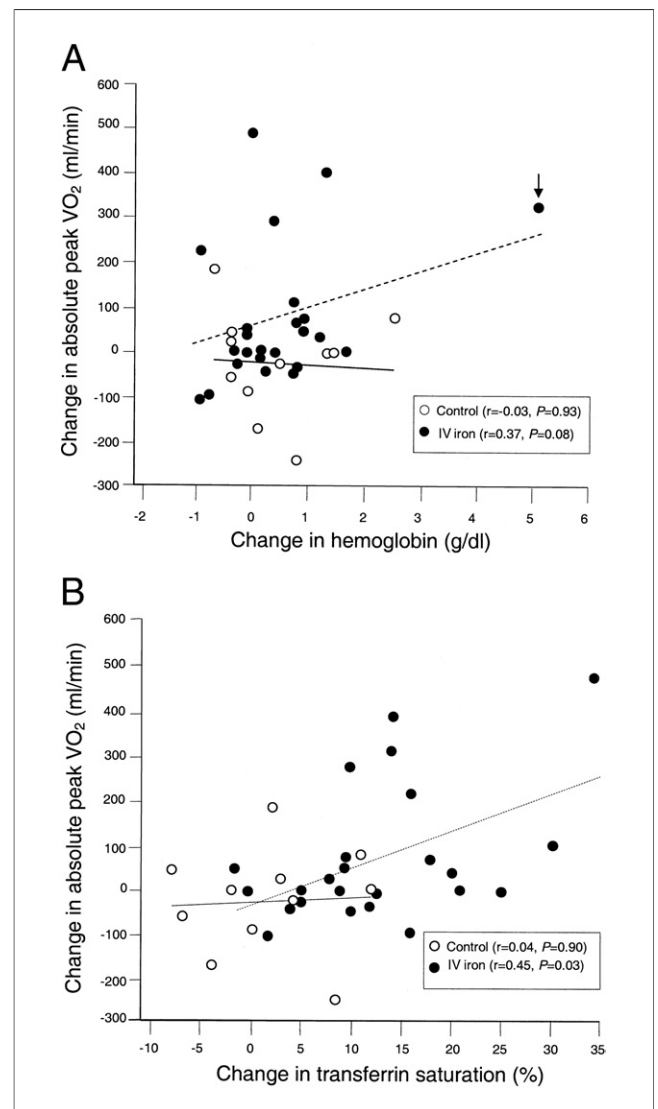 A
Change in absolute peak VO2 (ml/min)
600
500
400
300
200
100
0
-100
-200
-300
-2 -1 0 1 2 3 4 5 6
Change in hemoglobin (g/dl)
Control (r=-0.03, P=0.93)
IV iron (r=0.37, P=0.08)
B
Change in absolute peak VO2 (ml/min)
600
500
400
300
200
100
0
-100
-200
-300
-10 -5 0 5 10 15 20 25 30 35
Change in transferrin saturation (%)
Control (r=0.04, P=0.90)
IV iron (r=0.45, P=0.03)